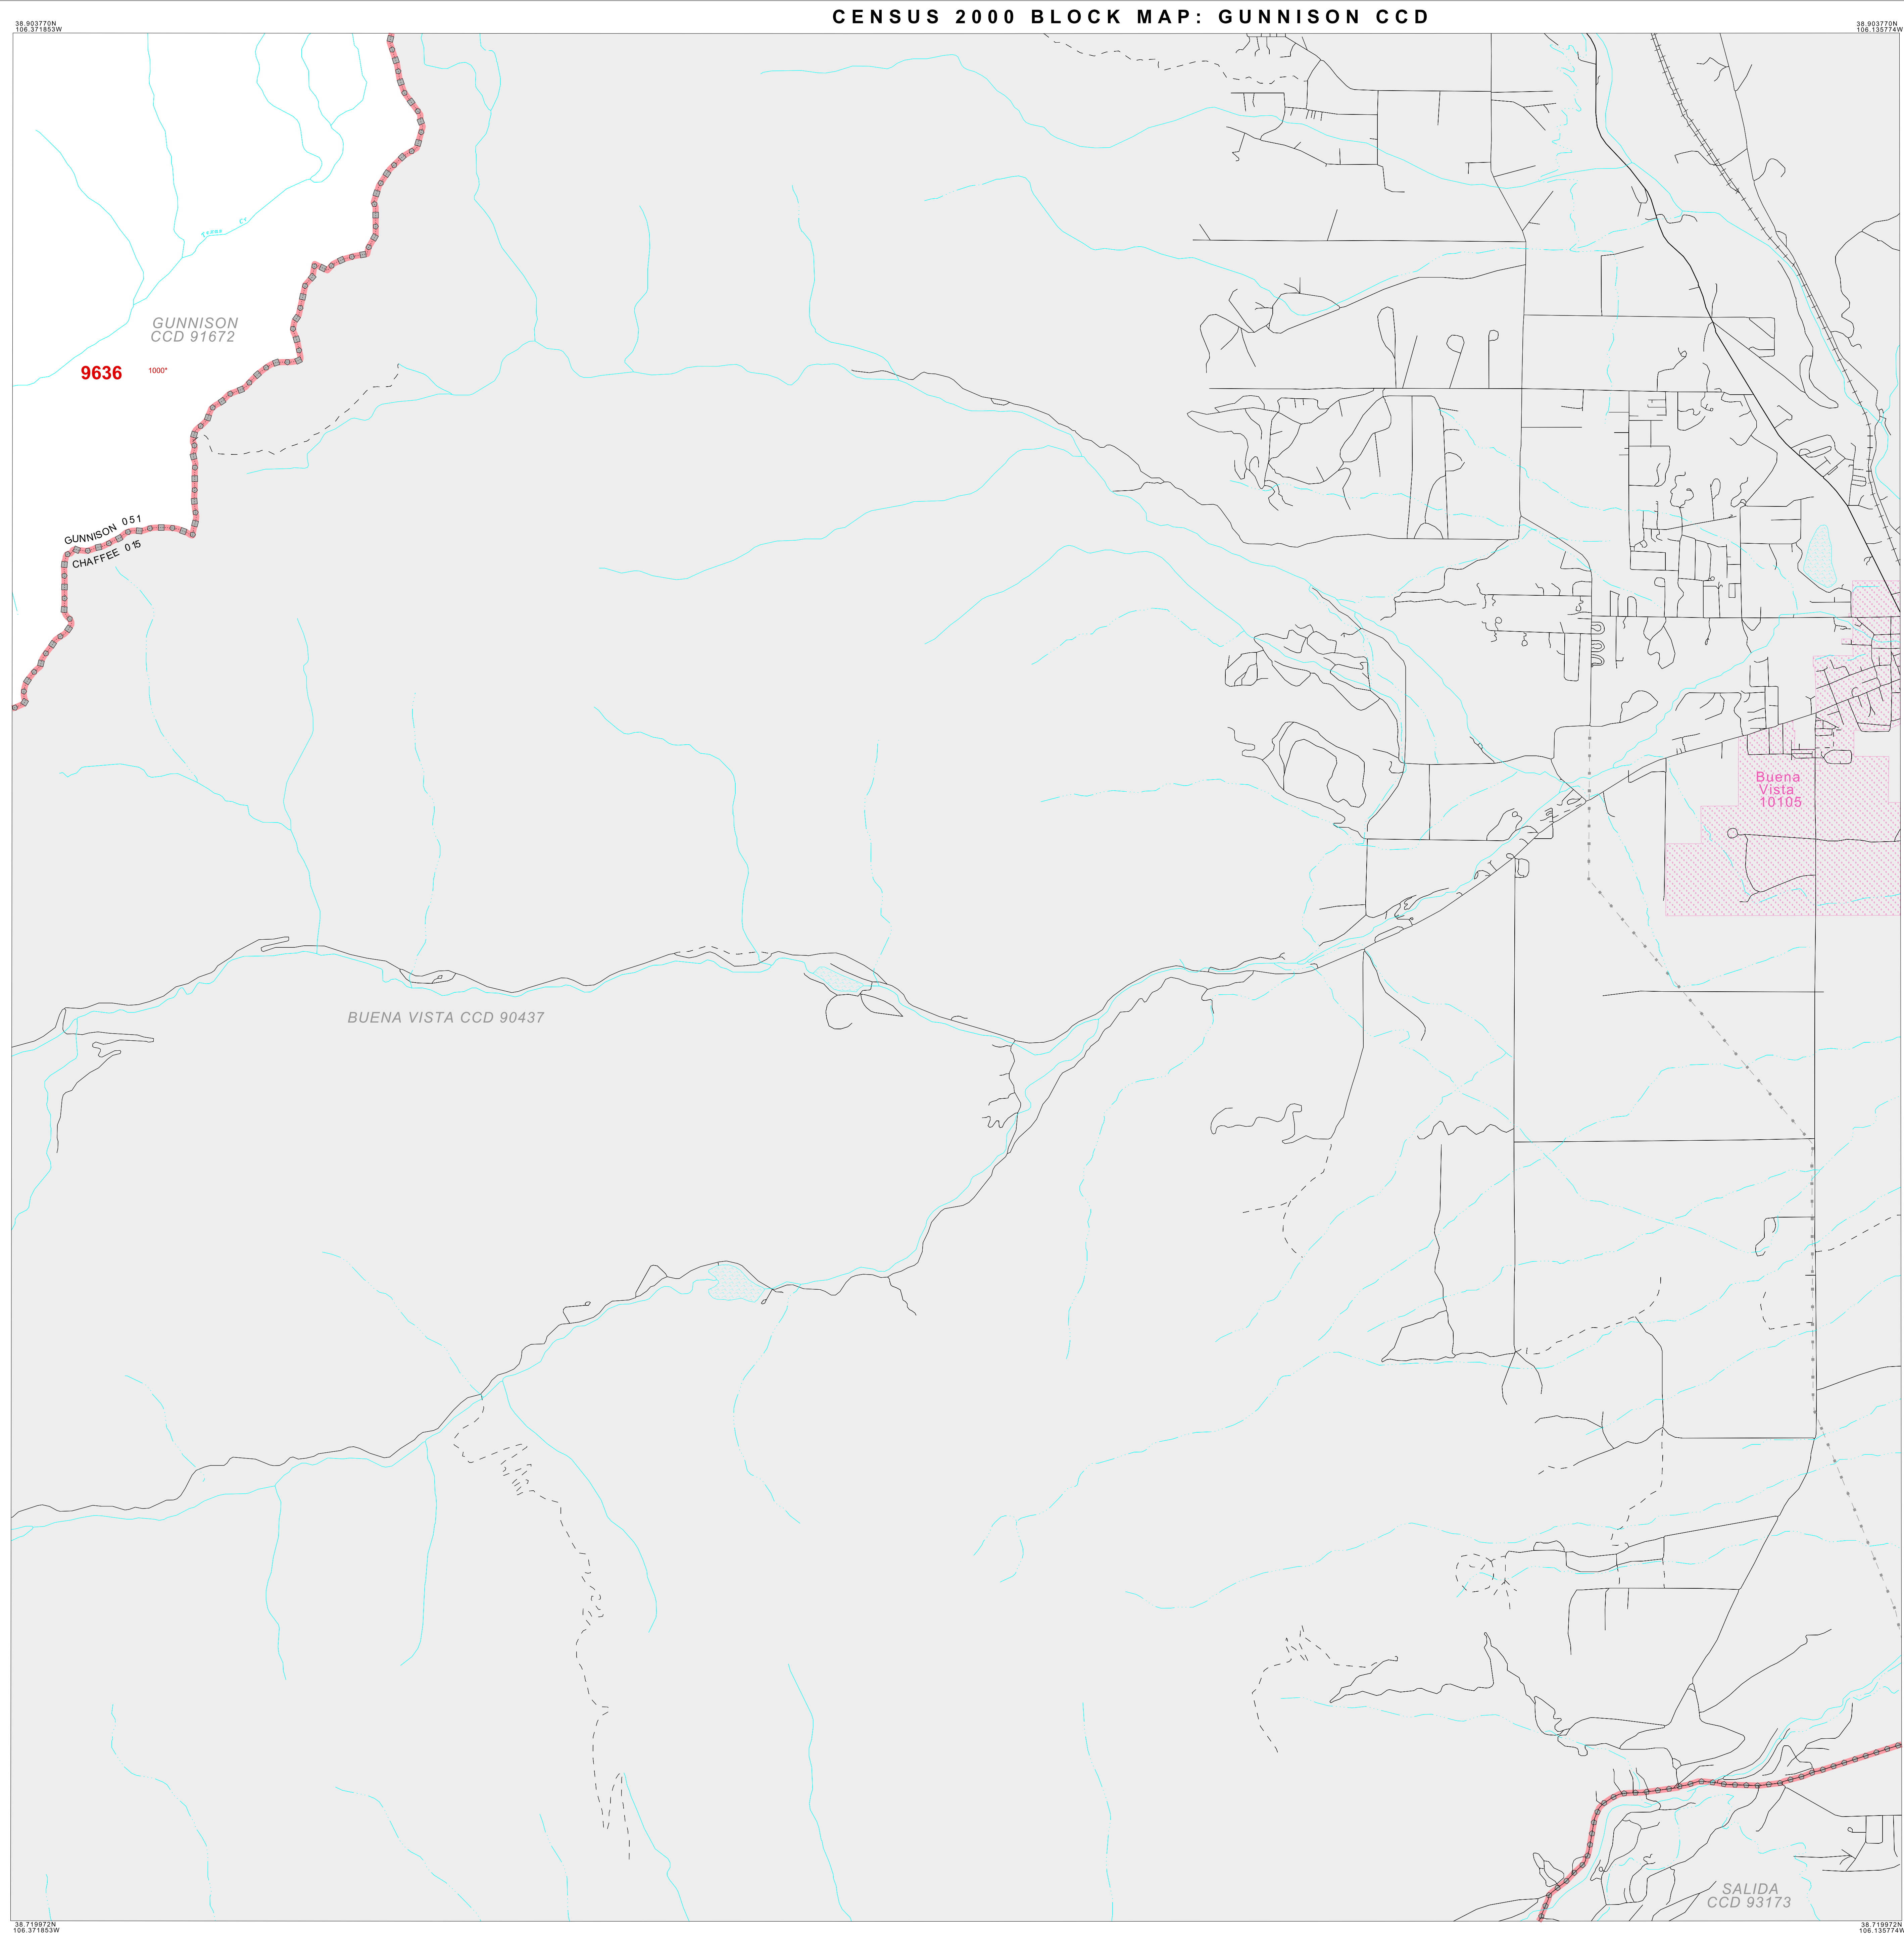 CENSUS 2000 BLOCK MAP: GUNNISON CCD
38.903770N
106.371853W
38.903770N
106.135774W
GUNNISON
CCD 91672
9636
1000*
GUNNISON 051
CHAFFEE 015
Buena
Vista
10105
BUENA VISTA CCD 90437
SALIDA
CCD 93173
38.719972N
106.371853W
38.719972N
106.135774W